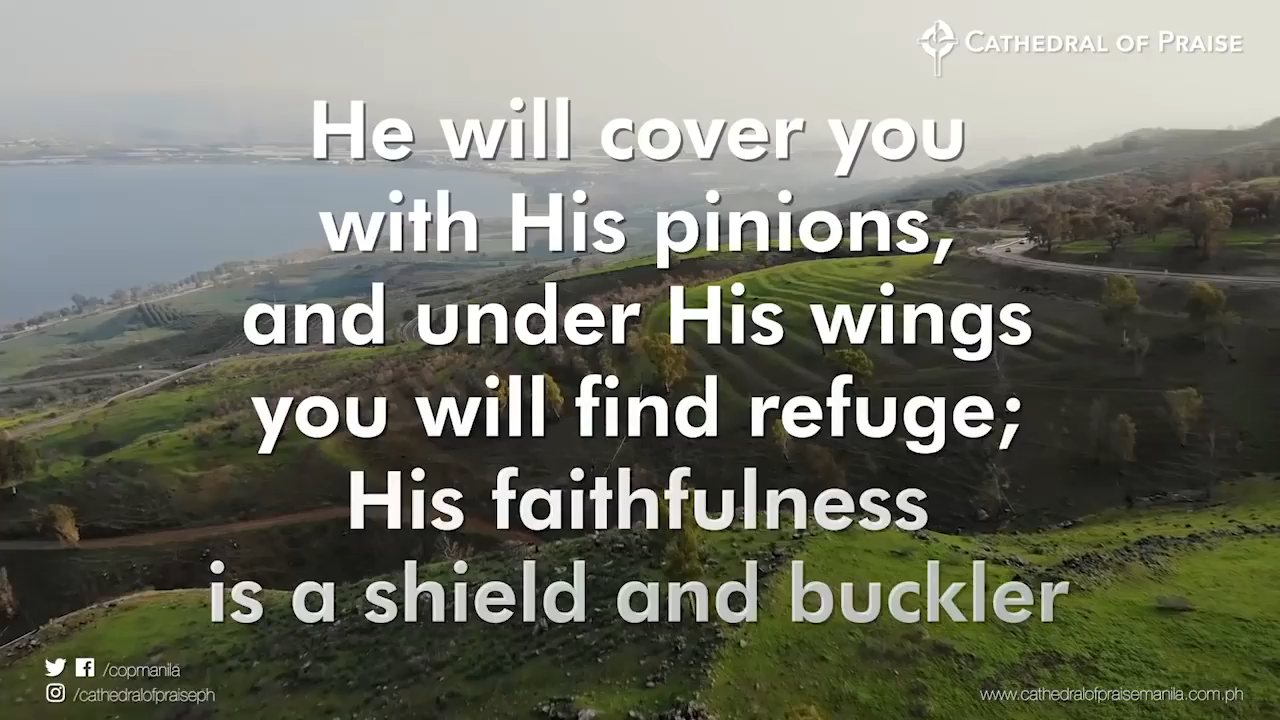 CATHEDRAL OF PRAISE
He will cover you
with His pinions,
and under His wings
you will find refuge;
His faithfulness
is a shield and buckler
/copmanila
/cathedralofpraiseph
www.cathedralofpraisemanila.com.ph